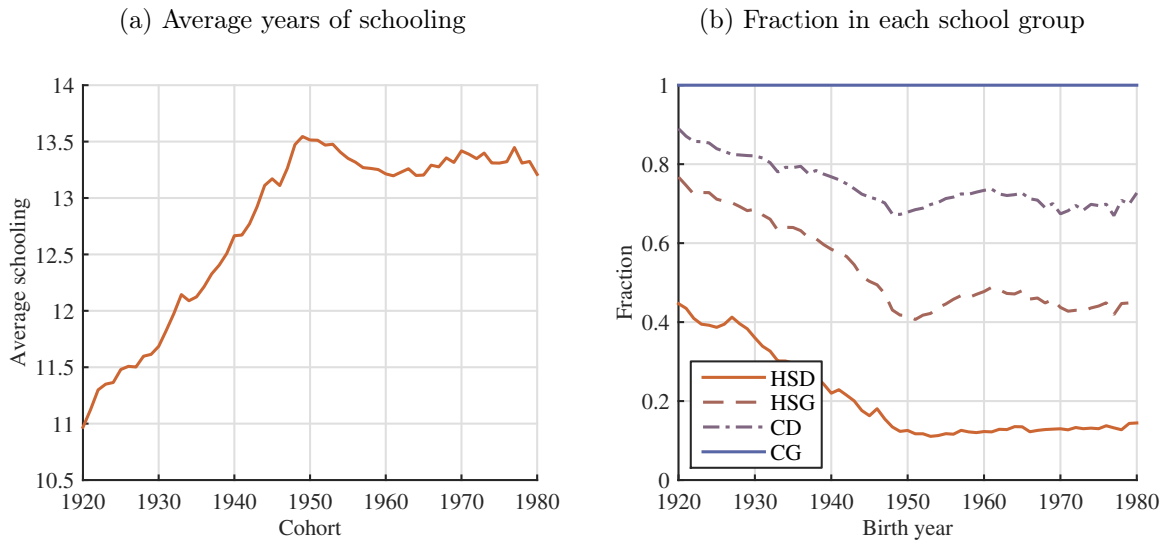 (a) Average years of schooling
Average schooling
14
13.5
13
12.5
12
11.5
11
10.5
1920 1930 1940 1950 1960 1970 1980
Cohort
(b) Fraction in each school group
Fraction
1
0.8
0.6
0.4
0.2
0
HSD
HSG
CD
CG
1920 1930 1940 1950 1960 1970 1980
Birth year